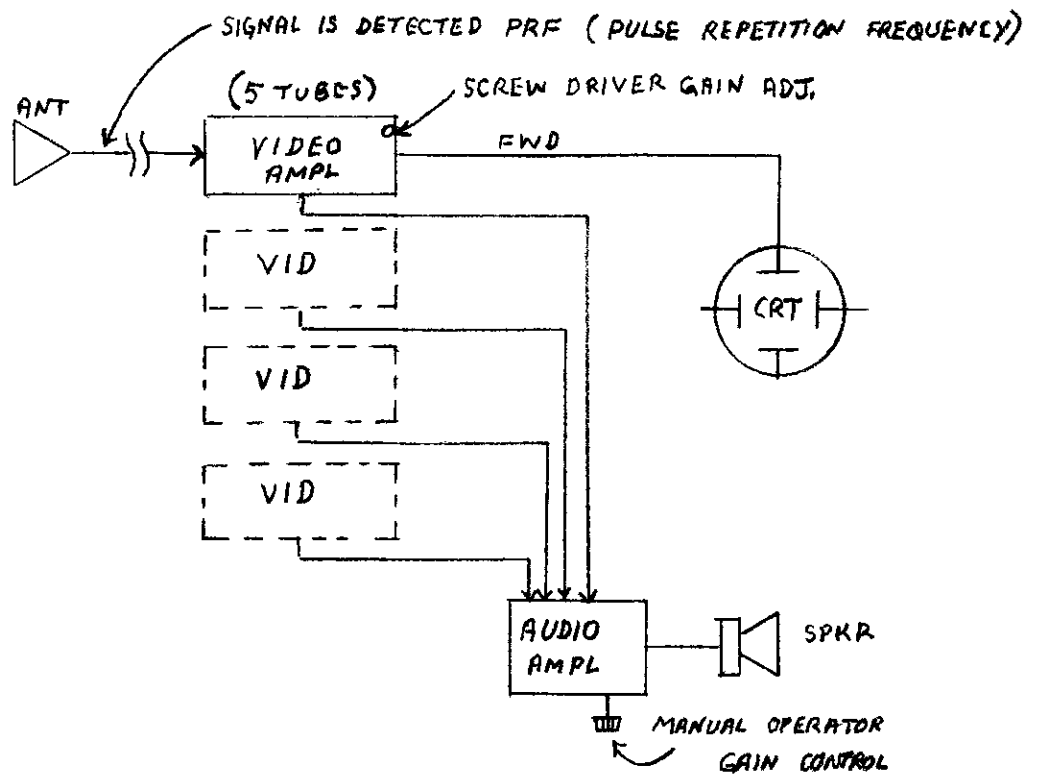 SIGNAL IS DETECTED PRF (PULSE REPETITION FREQUENCY)
ANT
(5 TUBES)
SCREW DRIVER GAIN ADJ.
VIDEO
AMPL
FWD
VID
CRT
VID
VID
AUDIO
AMPL
SPKR
MANUAL OPERATOR
GAIN CONTROL